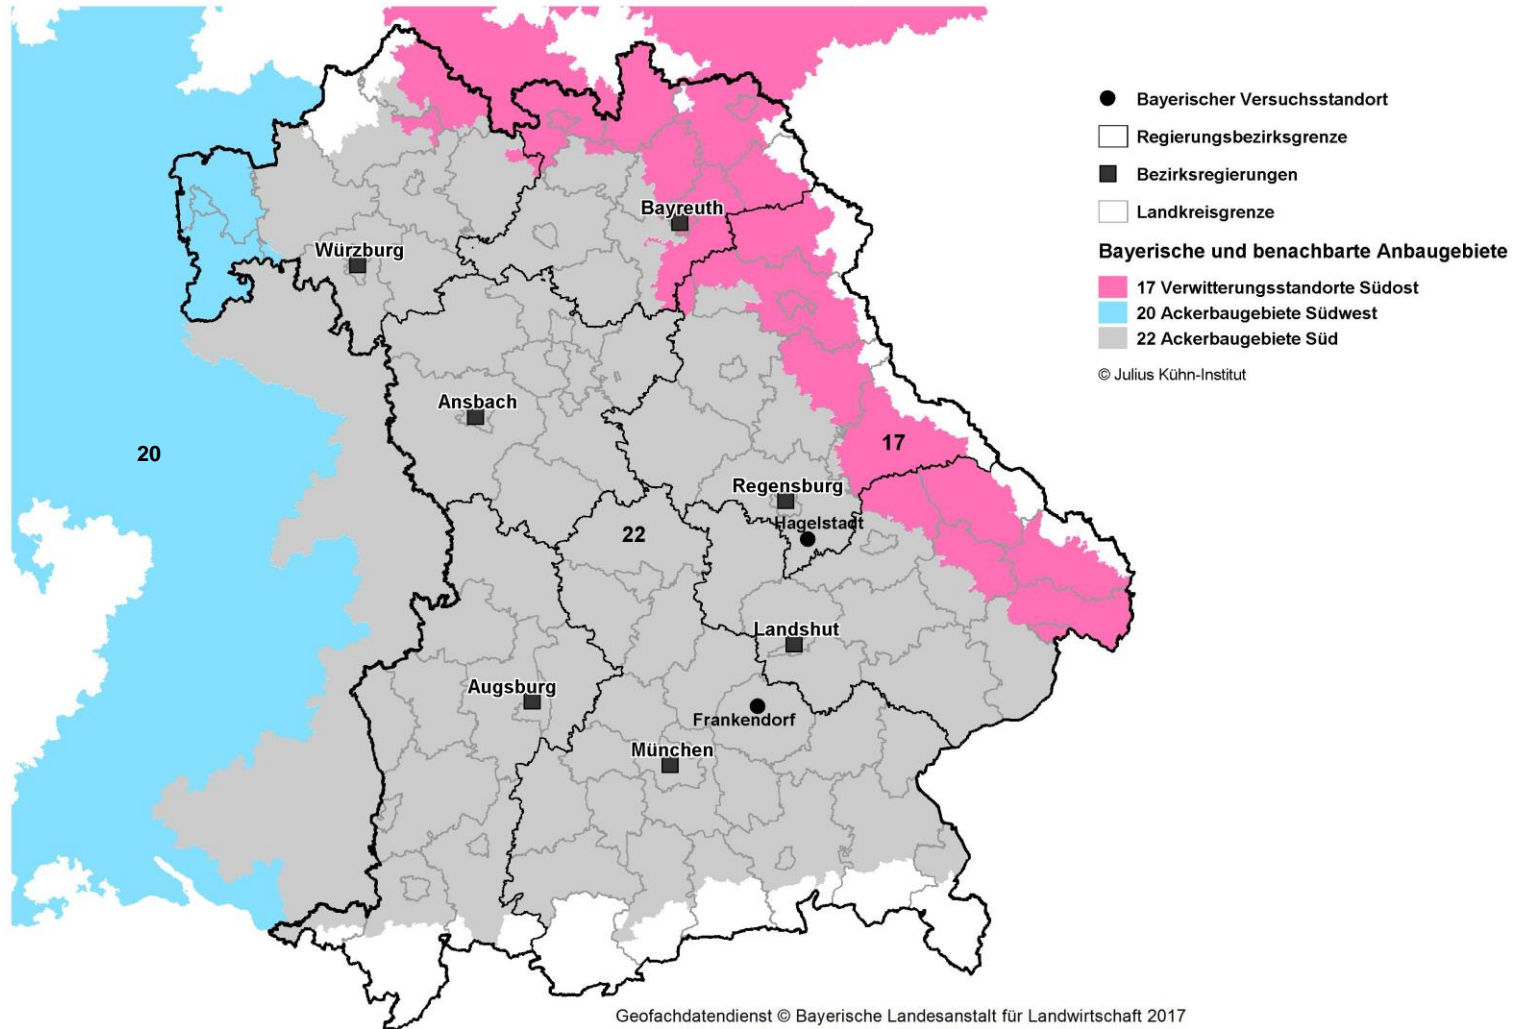 Bayerischer Versuchsstandort
Regierungsbezirksgrenze
Bezirksregierungen
Landkreisgrenze
Bayerische und benachbarte Anbaugebiete
17 Verwitterungsstandorte Südost
20 Ackerbaugebiete Südwest
22 Ackerbaugebiete Süd
© Julius Kühn-Institut
Bayreuth
Würzburg
Ansbach
20
17
Regensburg
Hagelstadt
22
Landshut
Augsburg
Frankendorf
München
Geofachdatendienst © Bayerische Landesanstalt für Landwirtschaft 2017